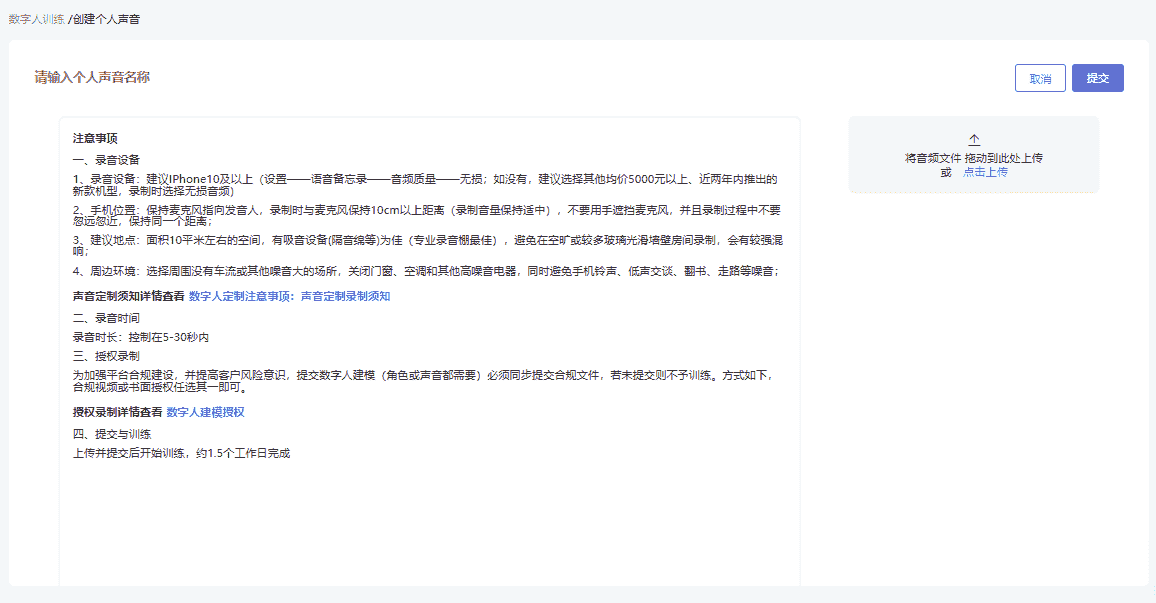 数字人训练 /创建个人声音
请输入个人声音名称
取消
提交
注意事项
一、录音设备
1、录音设备：建议IPhone10及以上（设置——语音备忘录——音频质量——无损；如没有，建议选择其他均价5000元以上、近两年内推出的
新款机型，录制时选择无损音频)
2、手机位置：保持麦克风指向发音人，录制时与麦克风保持10cm以上距离（录制音量保持适中），不要用手遮挡麦克风，并且录制过程中不要
忽远忽近，保持同一个距离；
3、建议地点：面积10平米左右的空间，有吸音设备(隔音绵等)为佳（专业录音棚最佳），避免在空旷或较多玻璃光滑墙壁房间录制，会有较强混
响；
4、周边环境：选择周围没有车流或其他噪音大的场所，关闭门窗、空调和其他高噪音电器，同时避免手机铃声、低声交谈、翻书、走路等噪音；
声音定制须知详情查看 数字人定制注意事项：声音定制录制须知
二、录音时间
录音时长：控制在5-30秒内
三、授权录制
为加强平台合规建设，并提高客户风险意识，提交数字人建模（角色或声音都需要）必须同步提交合规文件，若未提交则不予训练。方式如下，
合规视频或书面授权任选其一即可。
授权录制详情查看 数字人建模授权
四、提交与训练
上传并提交后开始训练，约1.5个工作日完成
将音频文件 拖动到此处上传
或 点击上传